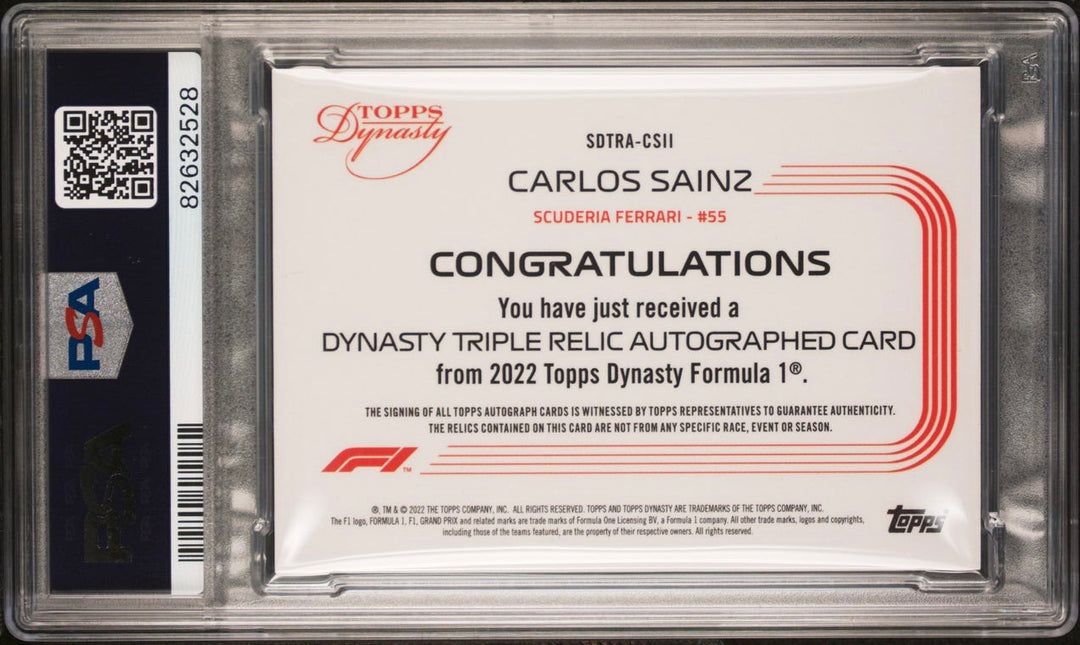 82632528
PSA
PSA
TOPPS
Dynasty
SDTRA-CSII
CARLOS SAINZ
SCUDERIA FERRARI - #55
CONGRATULATIONS
You have just received a
DYNASTY TRIPLE RELIC AUTOGRAPHED CARD
from 2022 Topps Dynasty Formula 1®.
THE SIGNING OF ALL TOPPS AUTOGRAPH CARDS IS WITNESSED BY TOPPS REPRESENTATIVES TO GUARANTEE AUTHENTICITY.
THE RELICS CONTAINED ON THIS CARD ARE NOT FROM ANY SPECIFIC RACE, EVENT OR SEASON.
F1 ™
®, TM & © 2022 THE TOPPS COMPANY, INC. ALL RIGHTS RESERVED. TOPPS AND TOPPS DYNASTY ARE TRADEMARKS OF THE TOPPS COMPANY, INC.
The F1 logo, FORMULA 1, F1, GRAND PRIX and related marks are trade marks of Formula One Licensing BV, a Formula 1 company. All other trade marks, logos and copyrights,
including those of the teams featured, are the property of their respective owners. All rights reserved.
topps